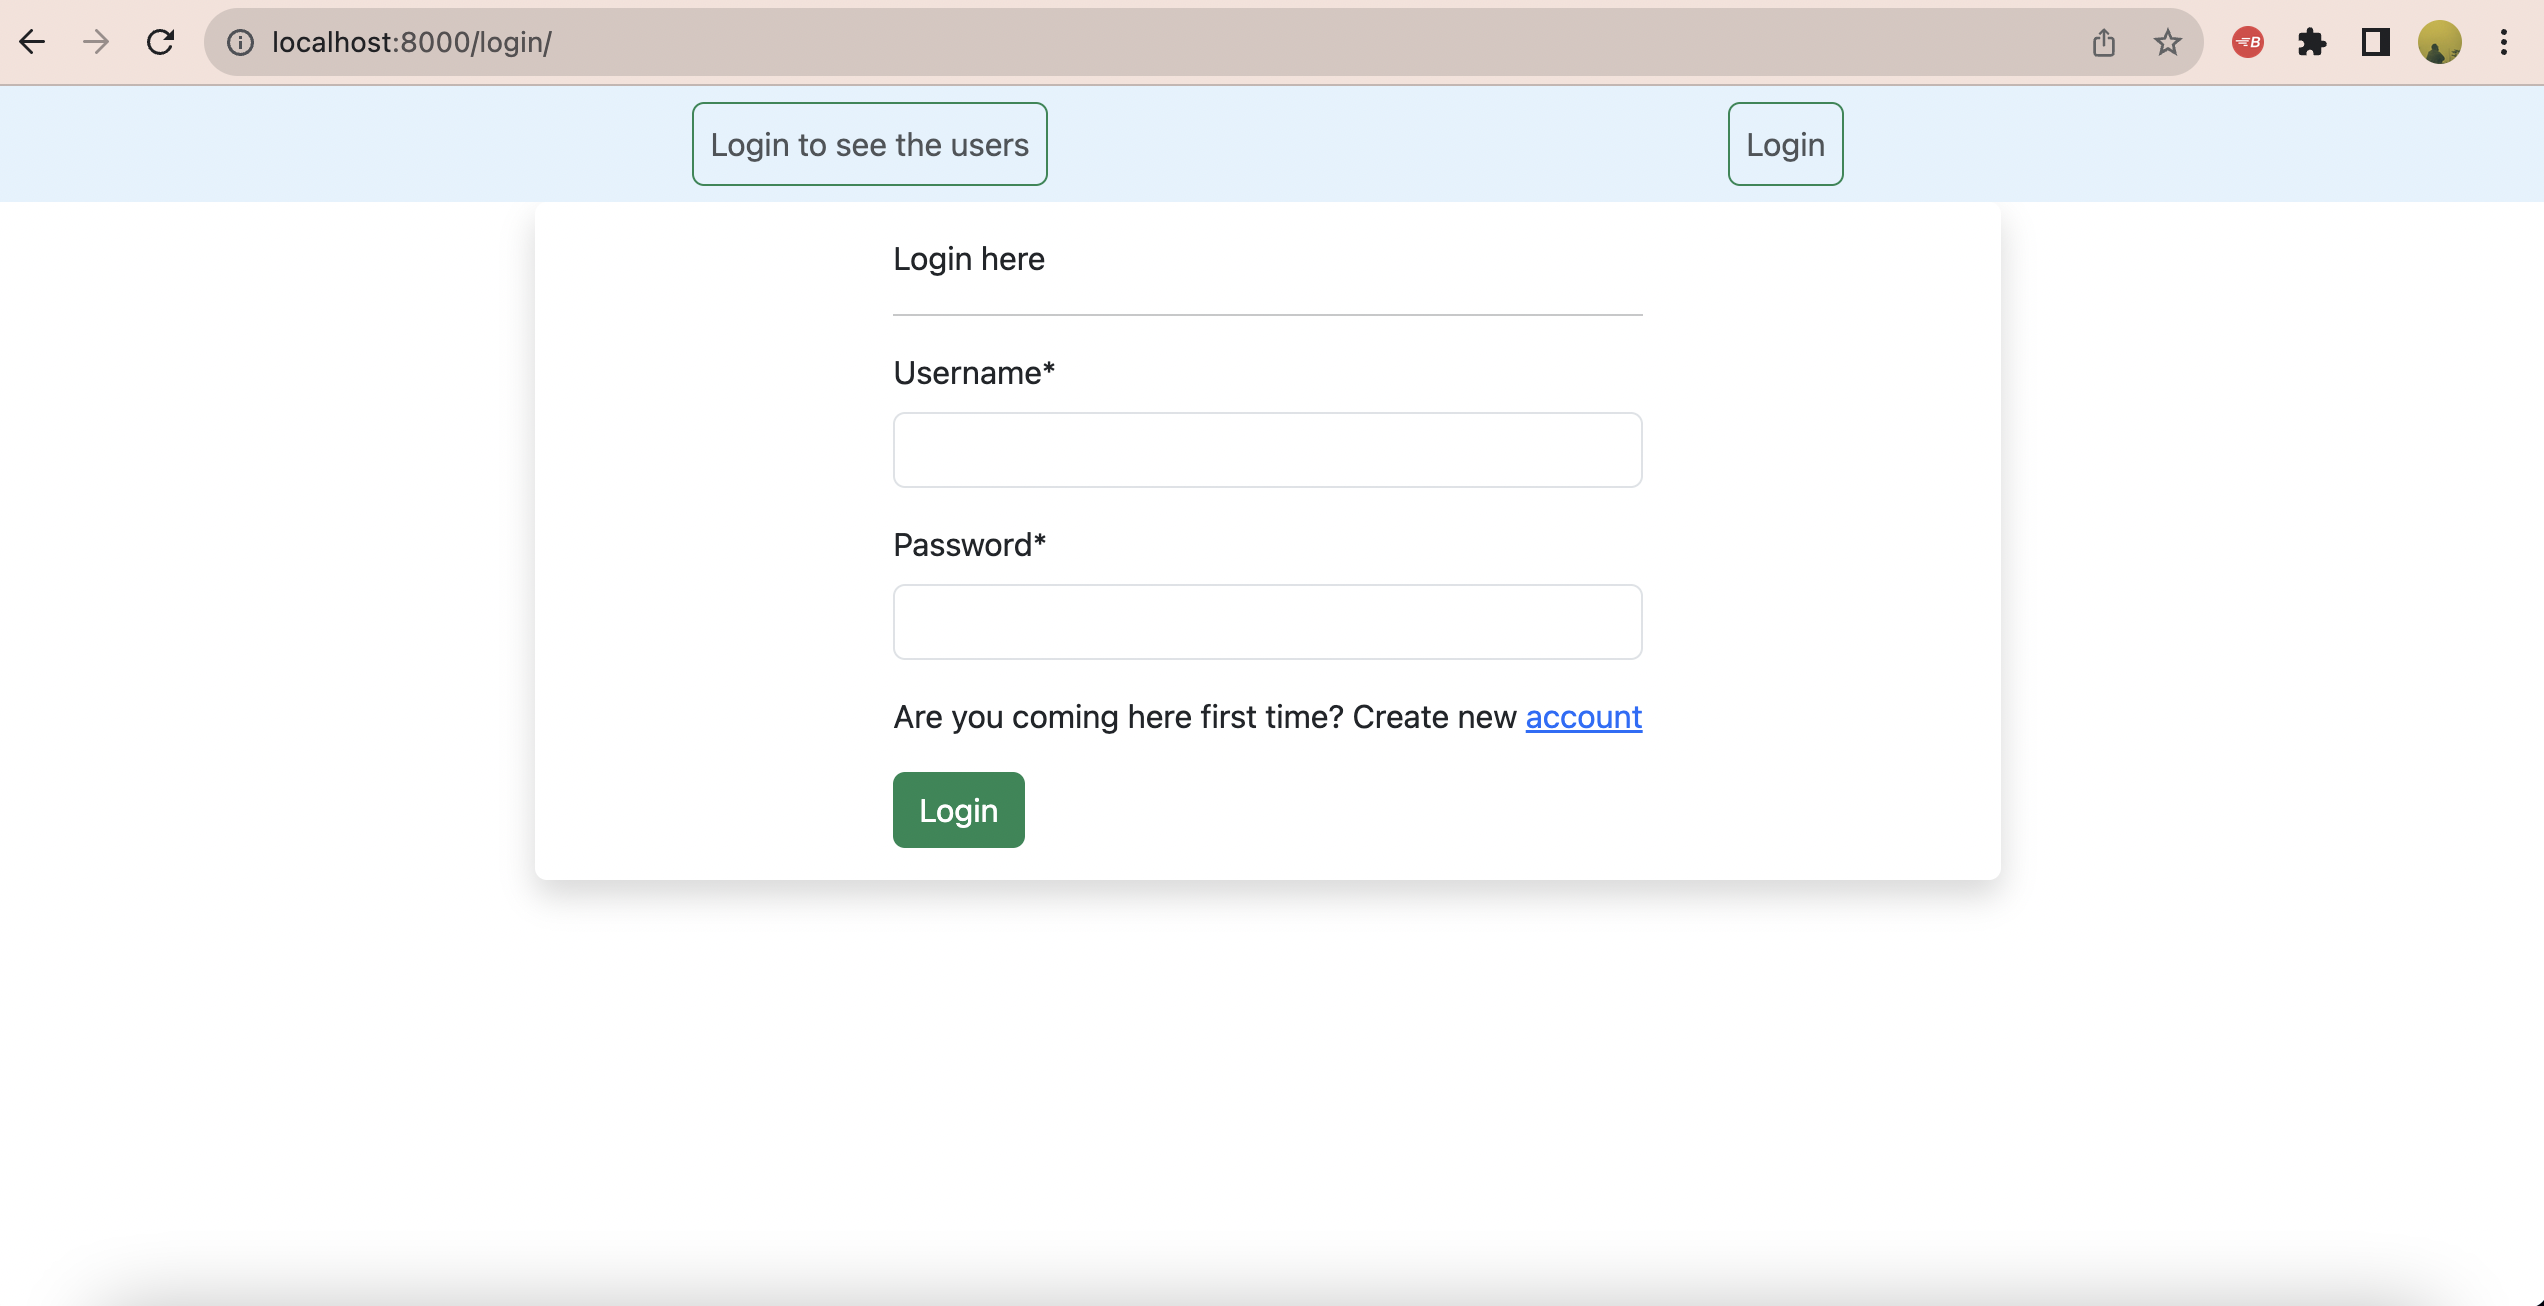 localhost:8000/login/
B
Login to see the users
Login
Login here
Username*
Password*
Are you coming here first time? Create new account
Login